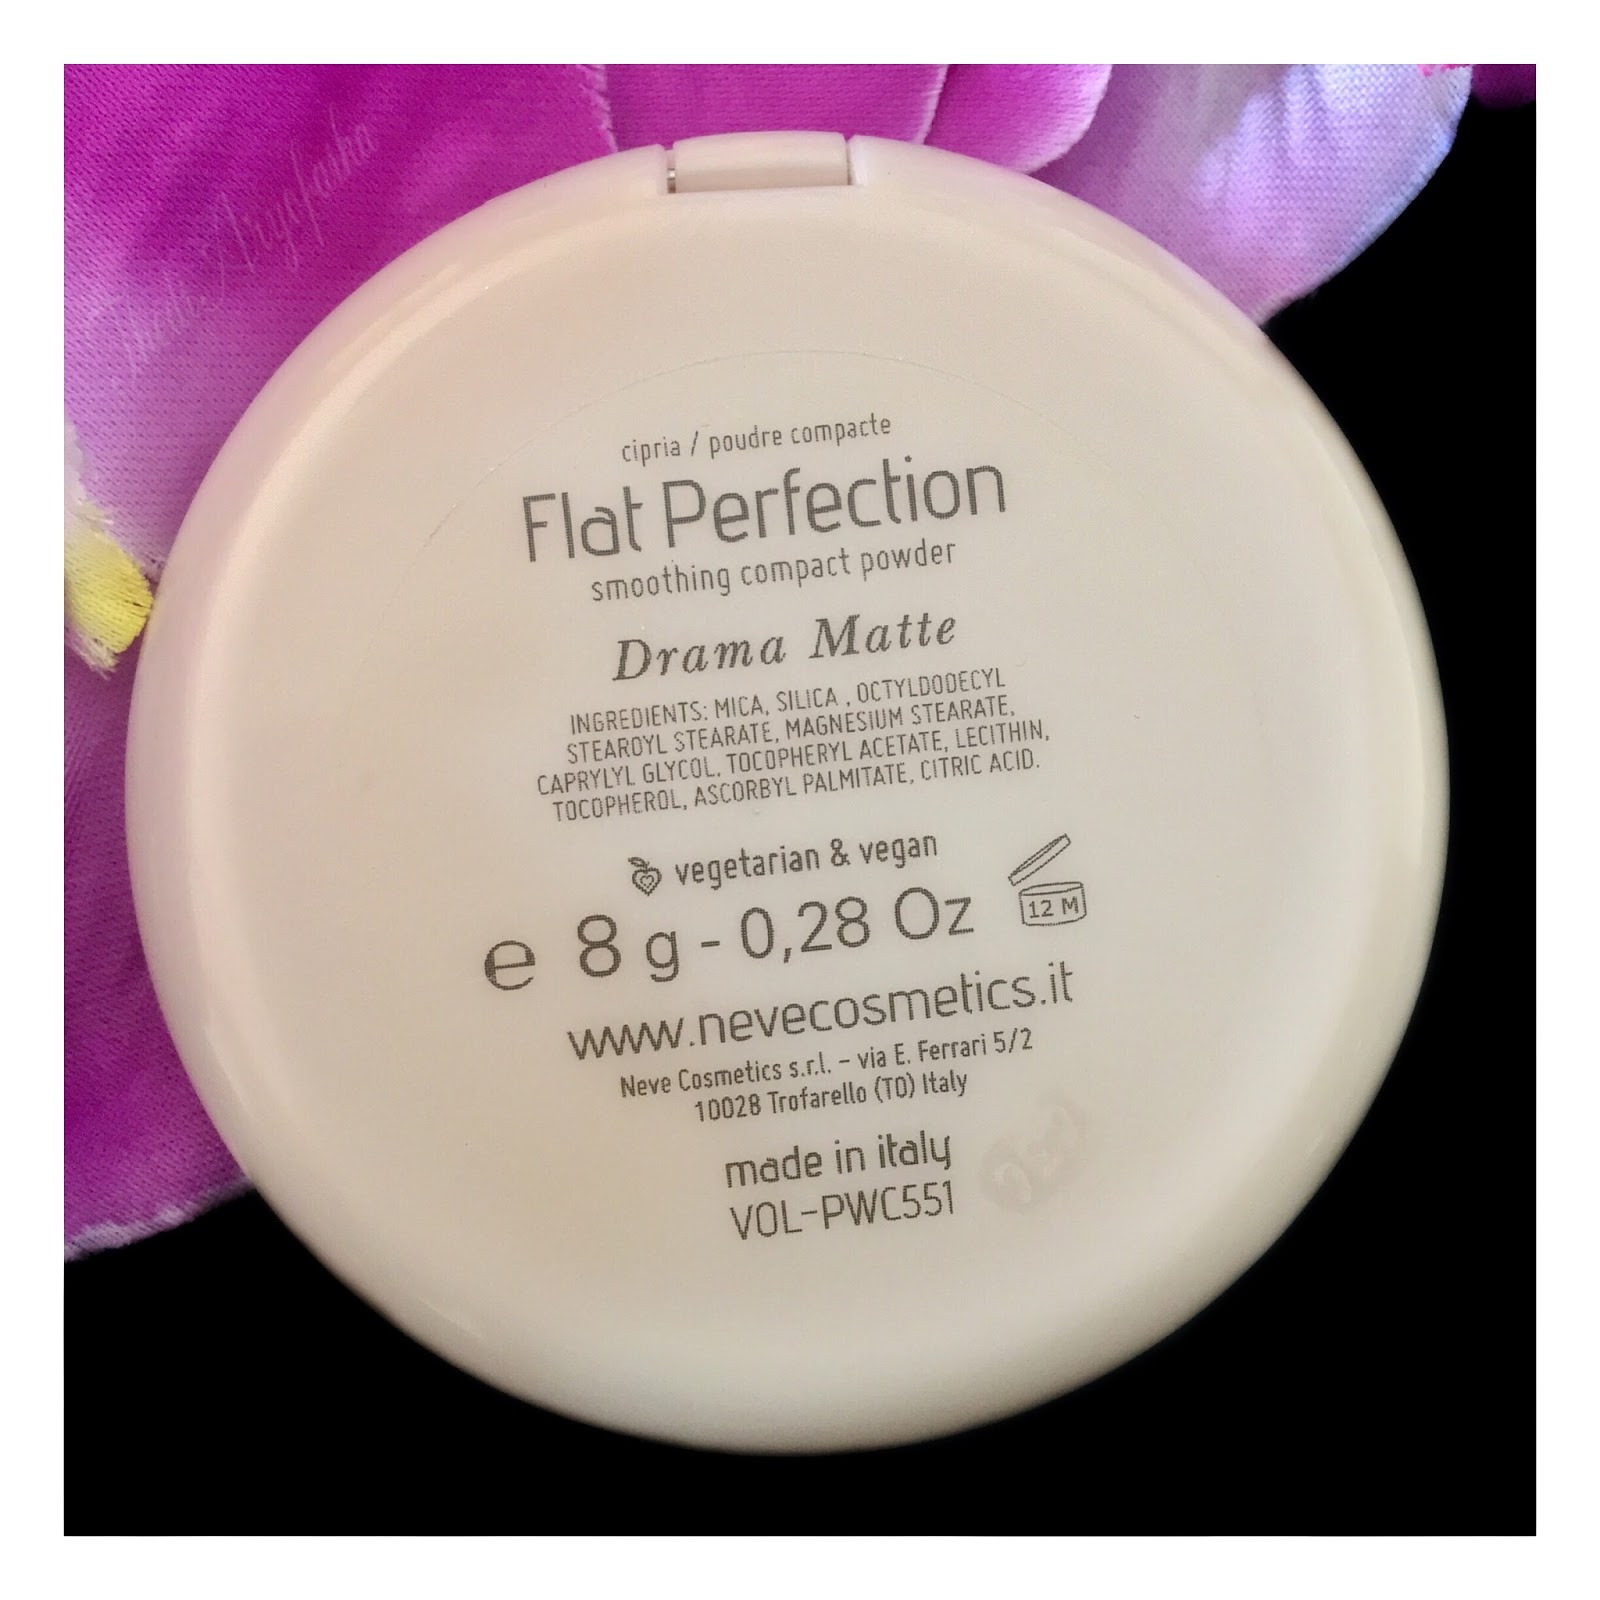 cipria / poudre compacte
Flat Perfection
smoothing compact powder
Drama Matte
INGREDIENTS: MICA, SILICA , OCTYLDODECYL
STEAROYL STEARATE, MAGNESIUM STEARATE,
CAPRYLYL GLYCOL, TOCOPHERYL ACETATE, LECITHIN,
TOCOPHEROL, ASCORBYL PALMITATE, CITRIC ACID.
vegetarian & vegan
e 8 g - 0,28 Oz
12 M
www.nevecosmetics.it
Neve Cosmetics s.r.l. - via E. Ferrari 5/2
10028 Trofarello (TO) Italy
made in italy
VOL-PWC551